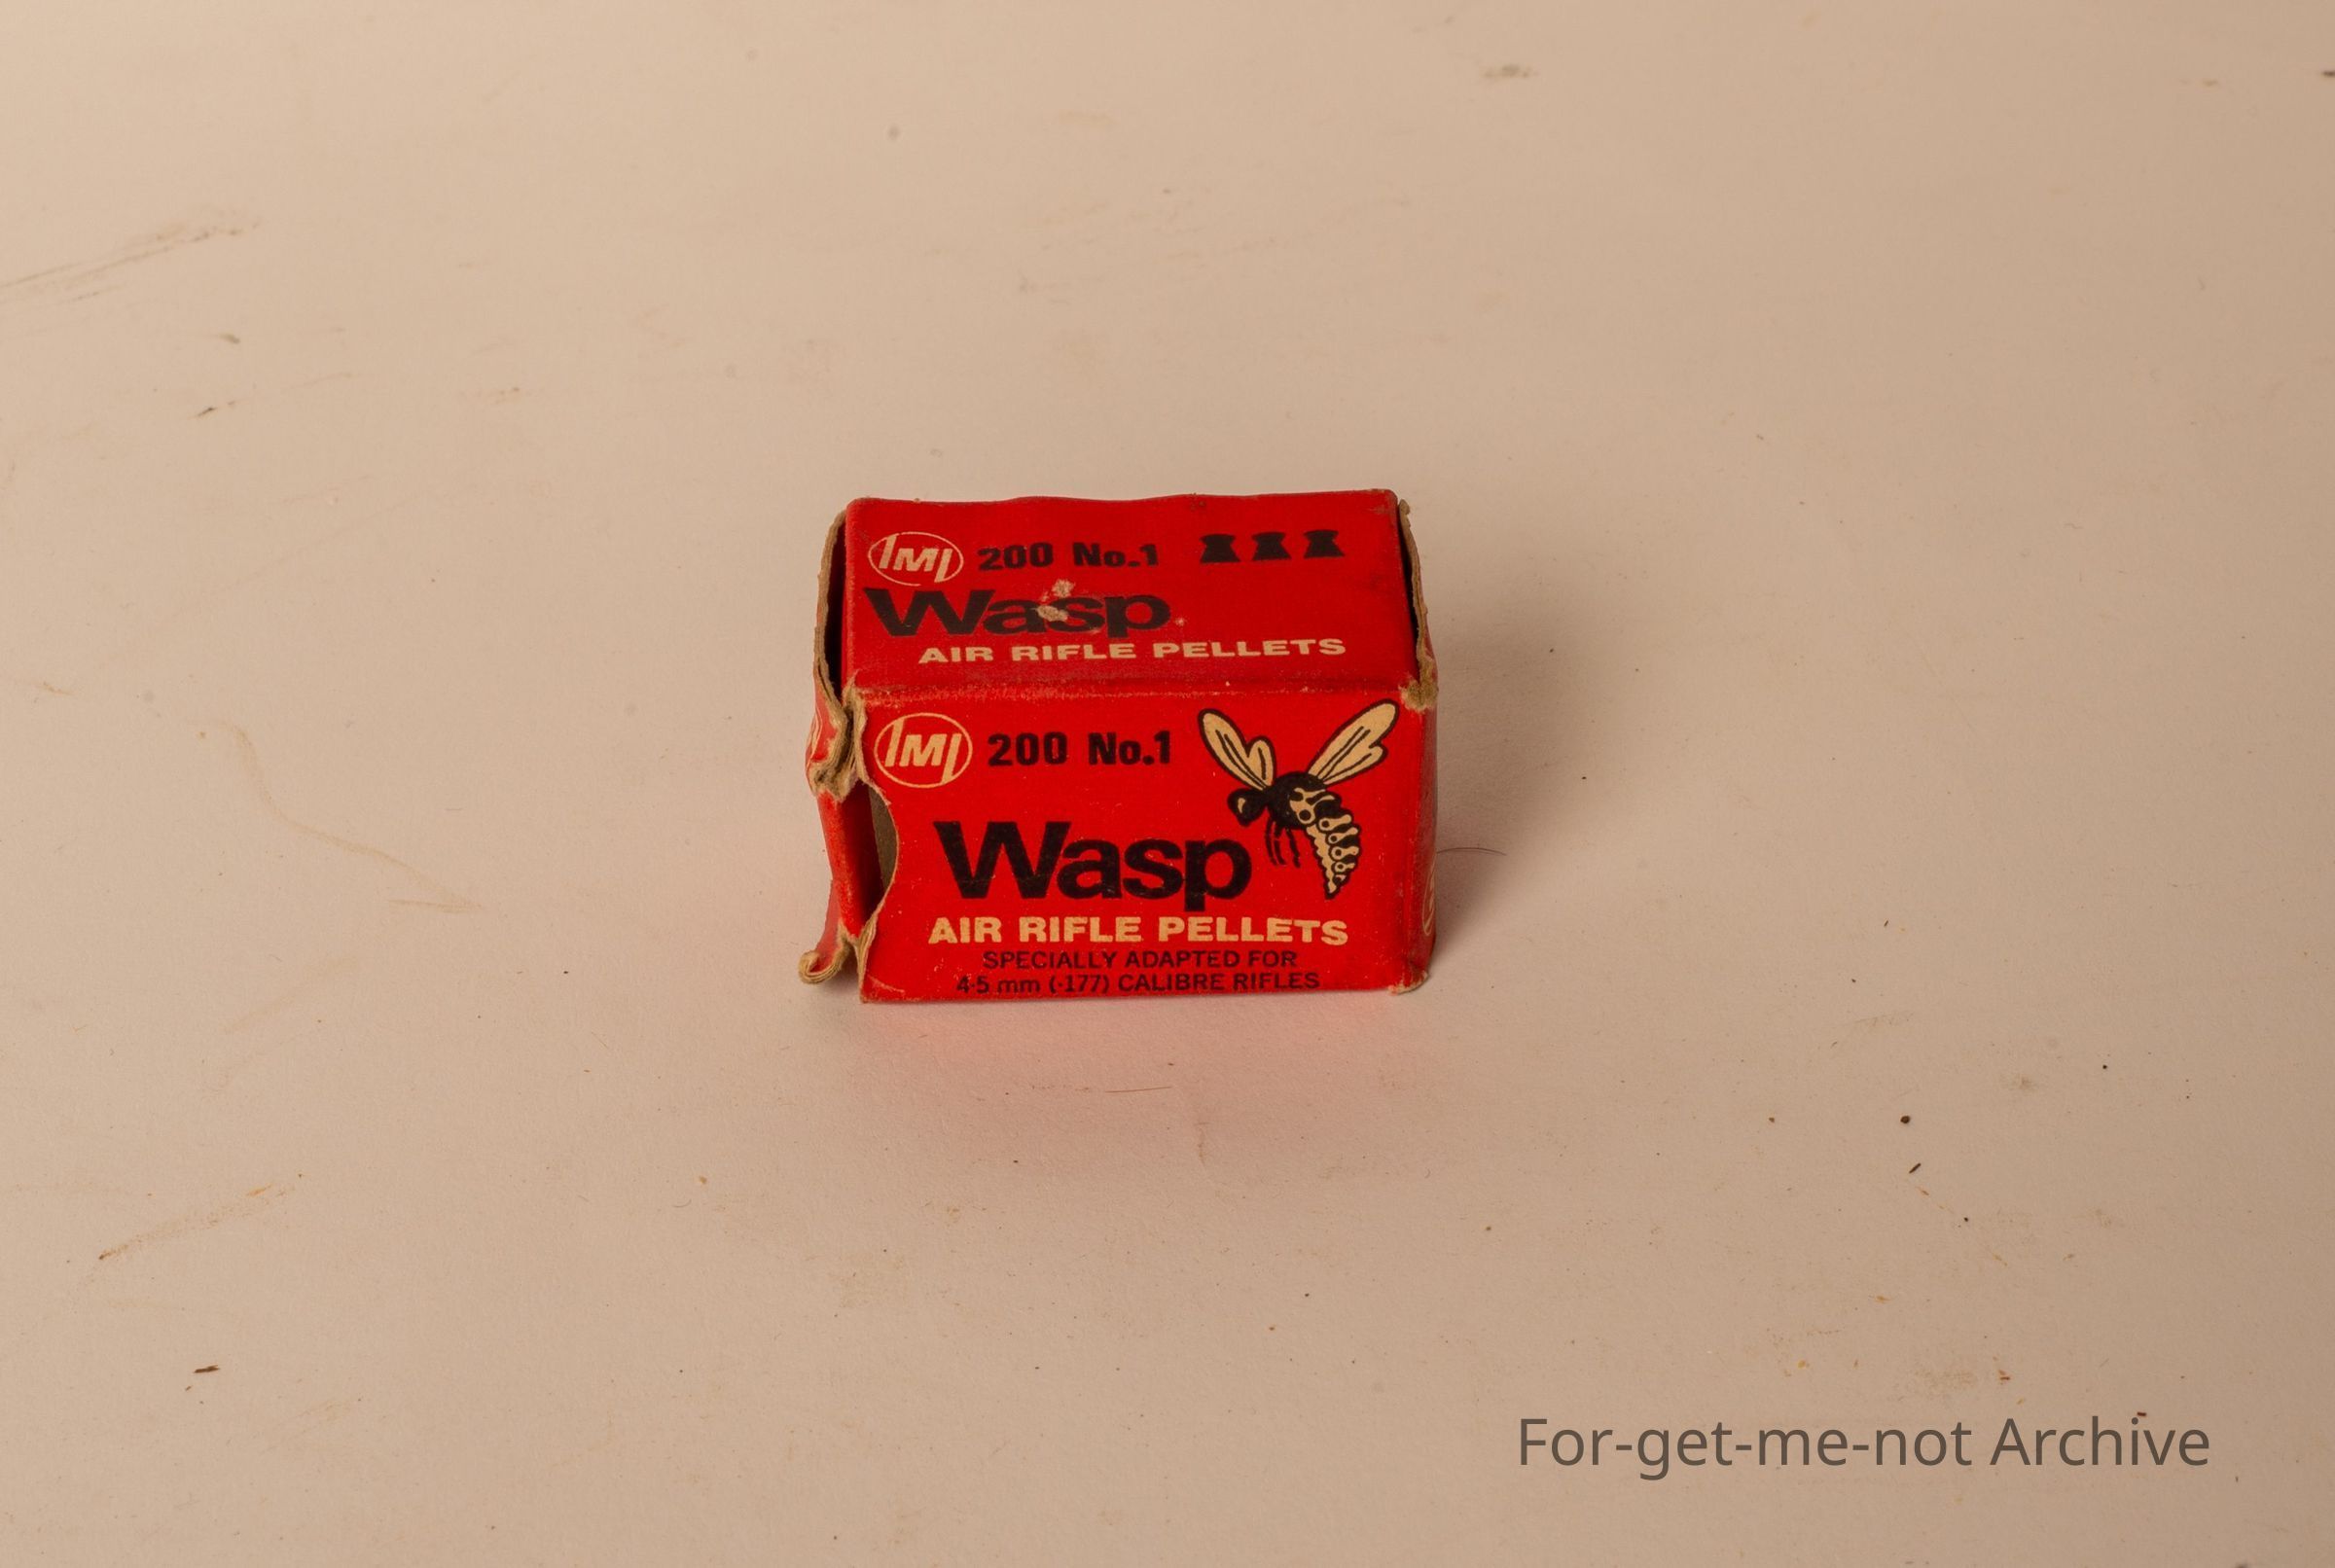 IMI 200 No.1
Wasp
AIR RIFLE PELLETS
IMI 200 No.1
Wasp
AIR RIFLE PELLETS
SPECIALLY ADAPTED FOR
4·5 mm (·177) CALIBRE RIFLES
For-get-me-not Archive